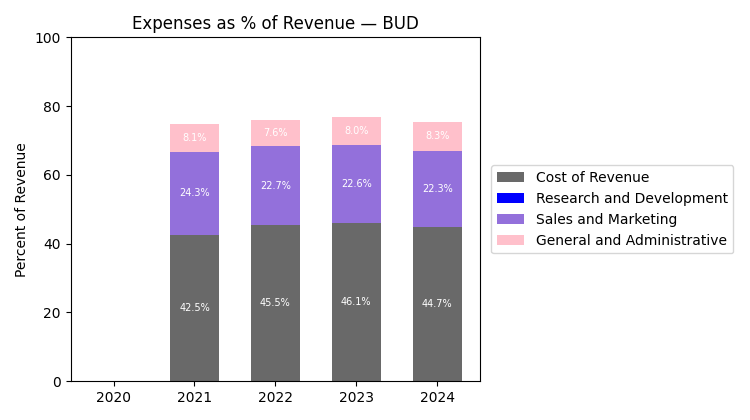 Expenses as % of Revenue — BUD
Percent of Revenue
100
80
60
40
20
0
8.1%
24.3%
42.5%
7.6%
22.7%
45.5%
8.0%
22.6%
46.1%
8.3%
22.3%
44.7%
2020 2021 2022 2023 2024
Cost of Revenue
Research and Development
Sales and Marketing
General and Administrative